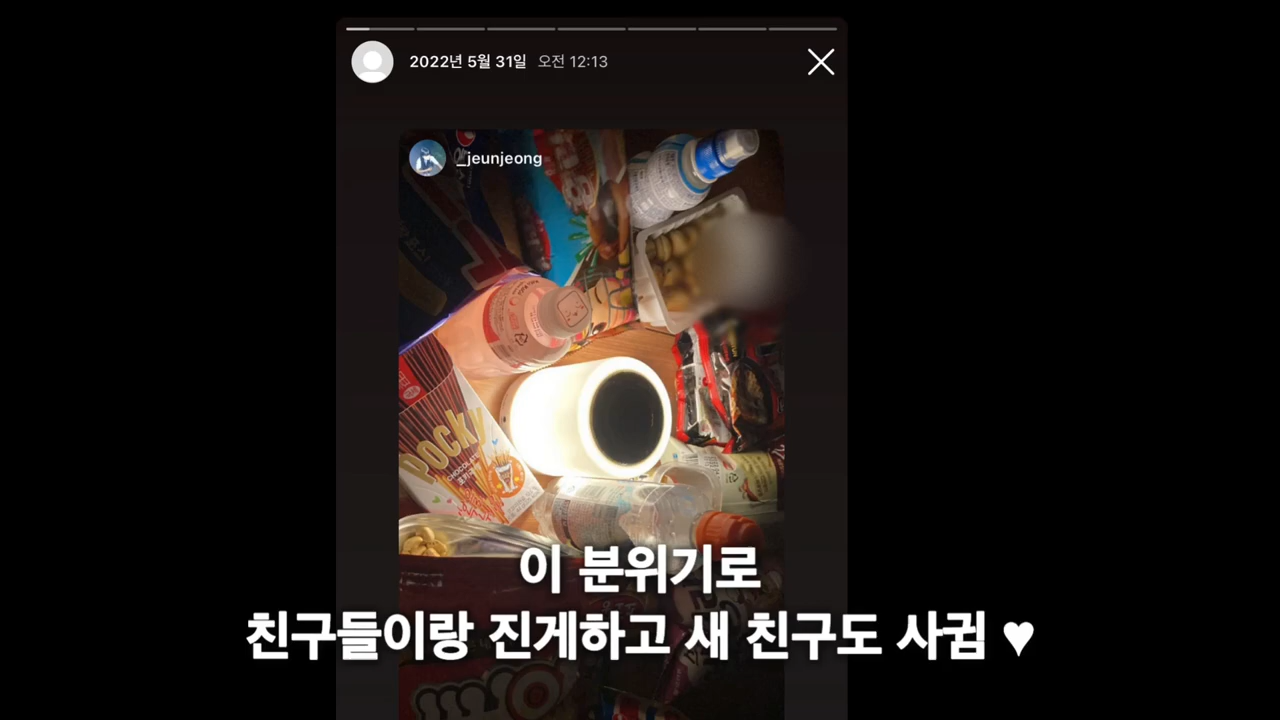 2022년 5월 31일 오전 12:13
_jeunjeong
Pocky
CHOCOLATE
이 분위기로
친구들이랑 진게하고 새 친구도 사귐 ♥